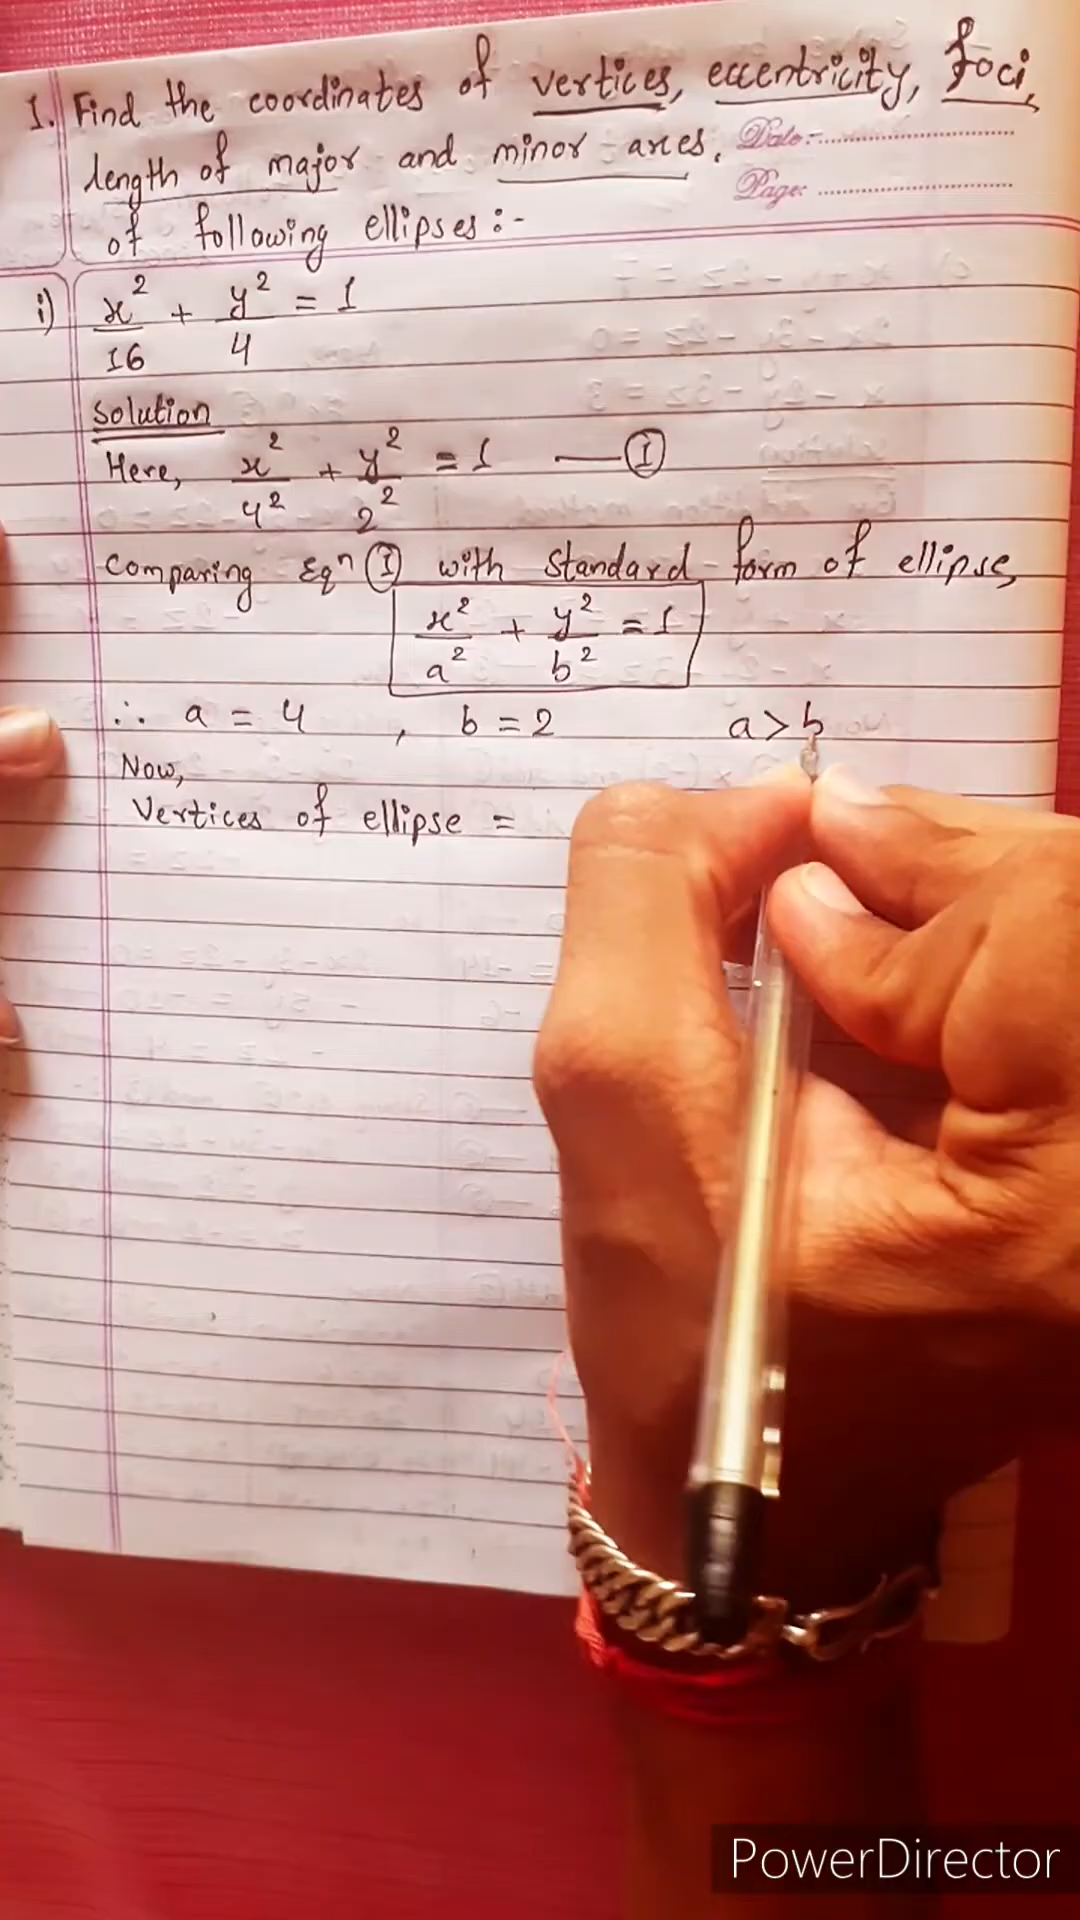 1. Find the coordinates of vertices, eccentricity, foci,
length of major and minor axes.
Date:-
Page:
of following ellipses:-
i) x²/16 + y²/4 = 1
Solution
Here, x²/4² + y²/2² = 1 — (I)
Comparing Eqⁿ (I) with standard form of ellipse,
x²/a² + y²/b² = 1
∴ a = 4 , b = 2 a > b
Now,
Vertices of ellipse =
PowerDirector